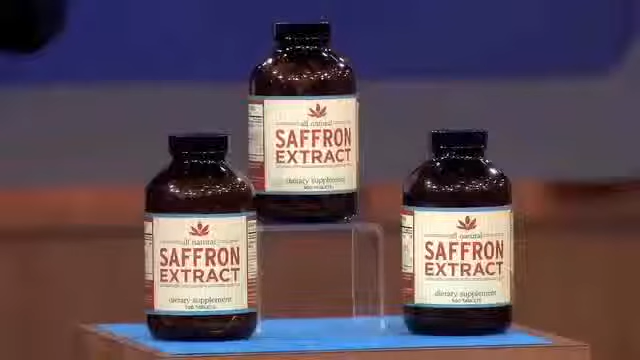 all natural
SAFFRON
EXTRACT
dietary supplement
all natural
SAFFRON
EXTRACT
dietary supplement
all natural
SAFFRON
EXTRACT
dietary supplement